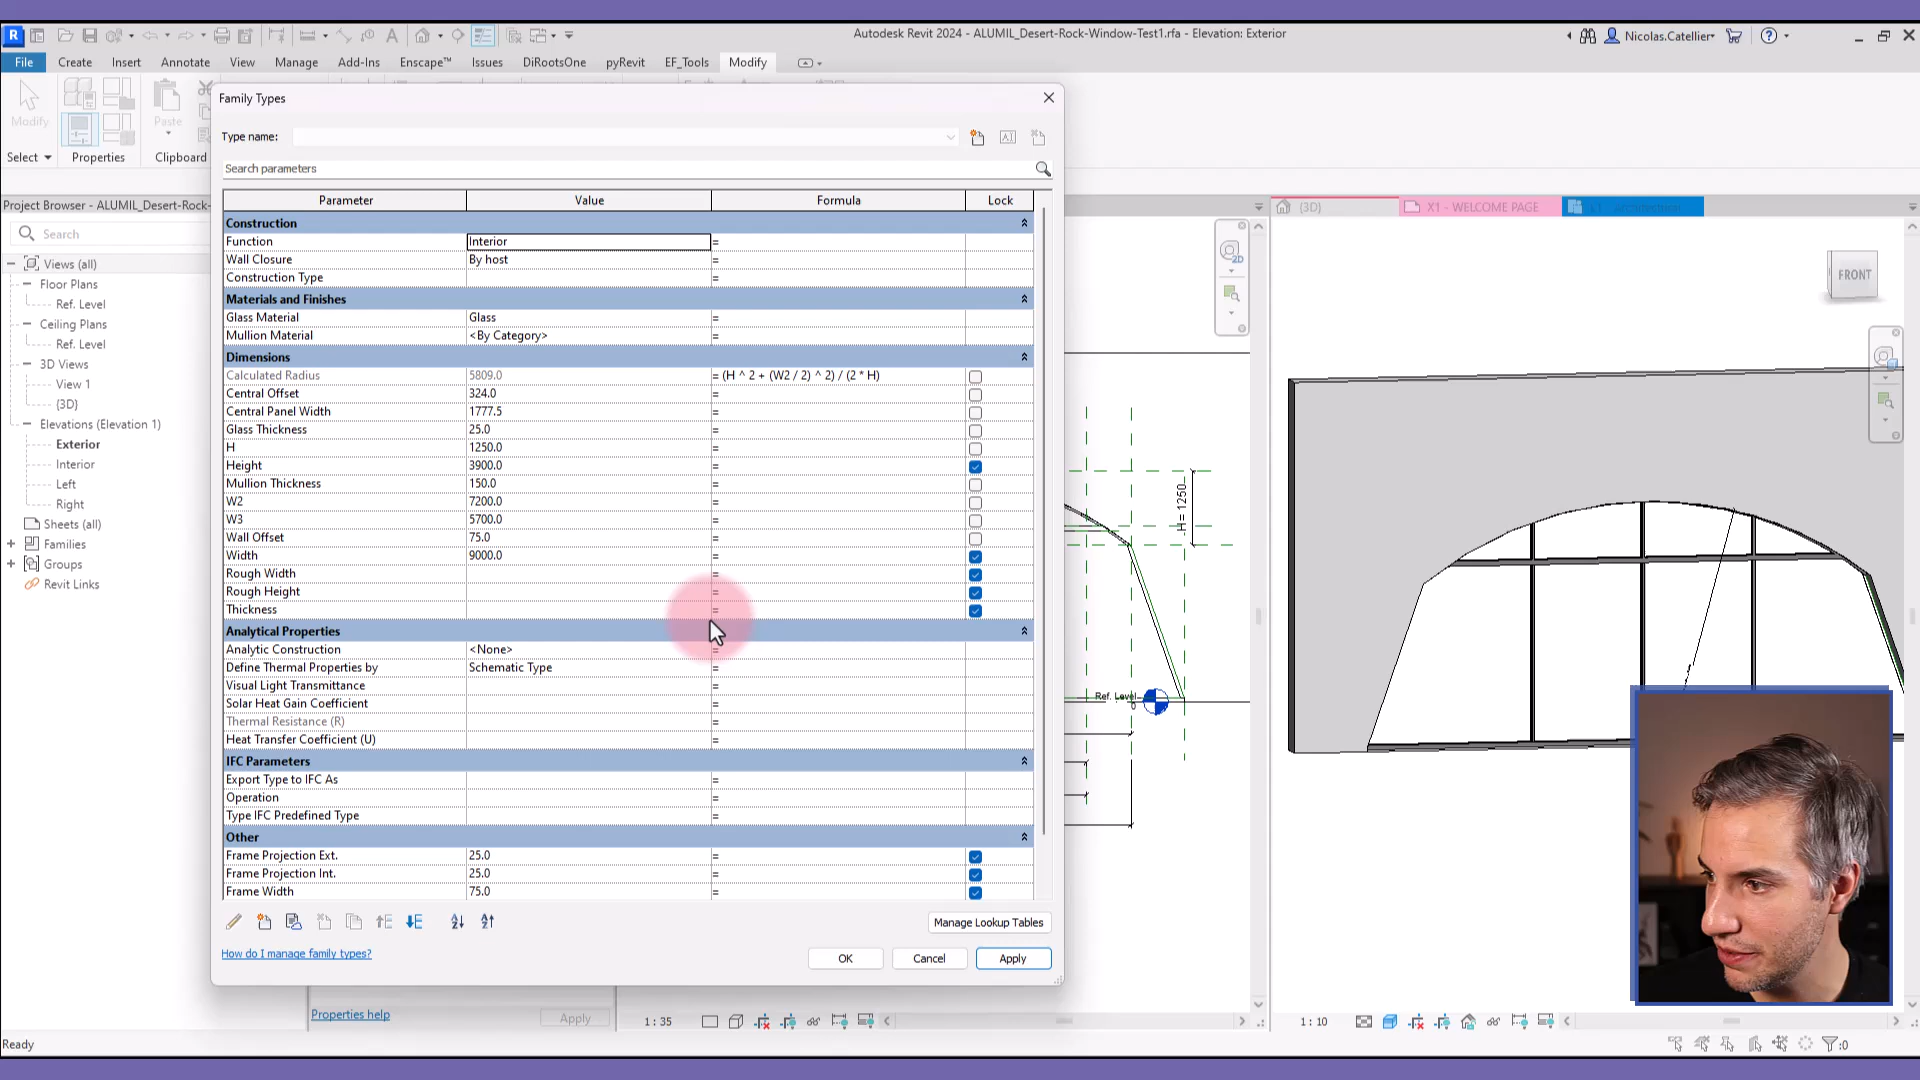 Autodesk Revit 2024 - ALUMIL_Desert-Rock-Window-Test1.rfa - Elevation: Exterior
Nicolas.Catellier
File Create Insert Annotate View Manage Add-Ins Enscape™ Issues DiRootsOne pyRevit EF_Tools Modify
Modify
Paste
Select Properties Clipboard
Project Browser - ALUMIL_Desert-Rock-
Search
Views (all)
Floor Plans
Ref. Level
Ceiling Plans
Ref. Level
3D Views
View 1
{3D}
Elevations (Elevation 1)
Exterior
Interior
Left
Right
Sheets (all)
Families
Groups
Revit Links
Family Types
Type name:
Search parameters
Parameter Value Formula Lock
Construction
Function Interior =
Wall Closure By host =
Construction Type =
Materials and Finishes
Glass Material Glass =
Mullion Material <By Category> =
Dimensions
Calculated Radius 5809.0 = (H ^ 2 + (W2 / 2) ^ 2) / (2 * H)
Central Offset 324.0 =
Central Panel Width 1777.5 =
Glass Thickness 25.0 =
H 1250.0 =
Height 3900.0 =
Mullion Thickness 150.0 =
W2 7200.0 =
W3 5700.0 =
Wall Offset 75.0 =
Width 9000.0 =
Rough Width =
Rough Height =
Thickness =
Analytical Properties
Analytic Construction <None> =
Define Thermal Properties by Schematic Type =
Visual Light Transmittance =
Solar Heat Gain Coefficient =
Thermal Resistance (R) =
Heat Transfer Coefficient (U) =
IFC Parameters
Export Type to IFC As =
Operation =
Type IFC Predefined Type =
Other
Frame Projection Ext. 25.0 =
Frame Projection Int. 25.0 =
Frame Width 75.0 =
Manage Lookup Tables
How do I manage family types?
OK Cancel Apply
Properties help Apply
{3D} X1 - WELCOME PAGE
2D
FRONT
H = 1250
Ref. Level
0
1 : 35
1 : 10
Ready
:0